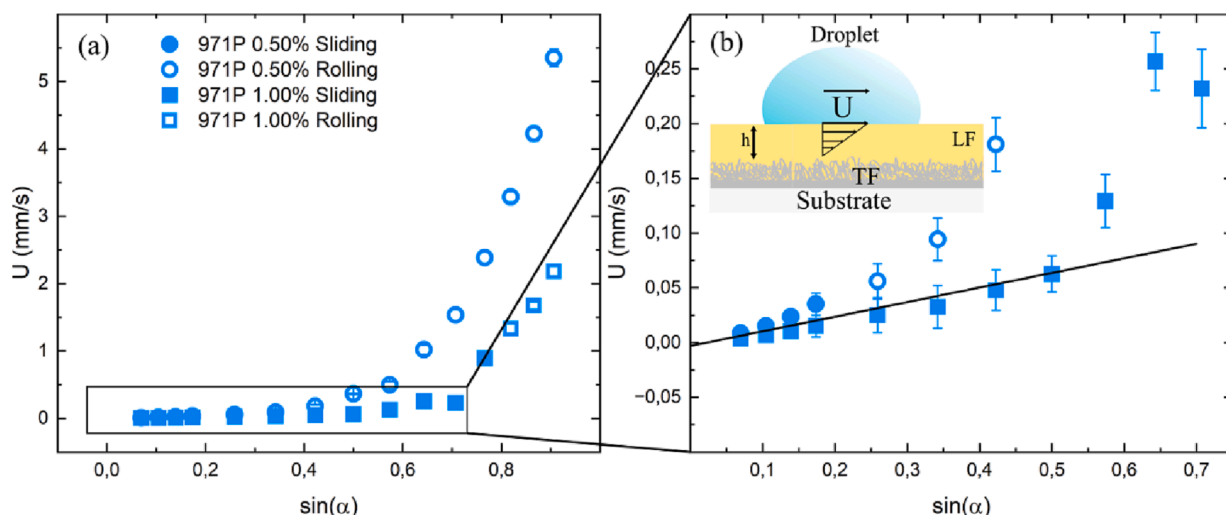 (a)
971P 0.50% Sliding
971P 0.50% Rolling
971P 1.00% Sliding
971P 1.00% Rolling
U (mm/s)
5
4
3
2
1
0
0,0 0,2 0,4 0,6 0,8
sin(α)
(b)
Droplet
U
h
LF
TF
Substrate
U (mm/s)
0,25
0,20
0,15
0,10
0,05
0,00
−0,05
0,1 0,2 0,3 0,4 0,5 0,6 0,7
sin(α)